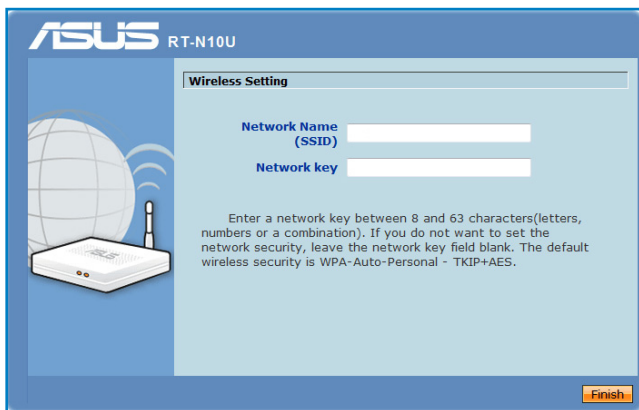 ASUS RT-N10U
Wireless Setting
Network Name
(SSID)
Network key
Enter a network key between 8 and 63 characters(letters,
numbers or a combination). If you do not want to set the
network security, leave the network key field blank. The default
wireless security is WPA-Auto-Personal - TKIP+AES.
ASUS
Finish